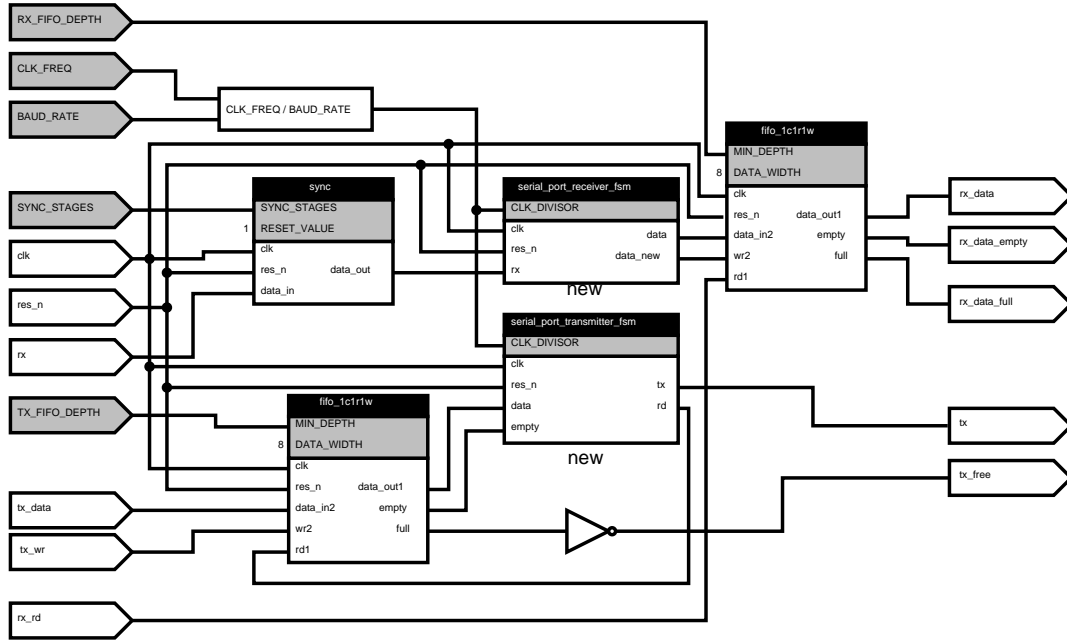 RX_FIFO_DEPTH
CLK_FREQ
BAUD_RATE
CLK_FREQ / BAUD_RATE
SYNC_STAGES
clk
res_n
rx
TX_FIFO_DEPTH
tx_data
tx_wr
rx_rd
sync
SYNC_STAGES
1
RESET_VALUE
clk
res_n
data_out
data_in
serial_port_receiver_fsm
CLK_DIVISOR
clk
data
res_n
data_new
rx
new
serial_port_transmitter_fsm
CLK_DIVISOR
clk
res_n
tx
data
rd
empty
new
fifo_1c1r1w
MIN_DEPTH
8
DATA_WIDTH
clk
res_n
data_out1
data_in2
empty
wr2
full
rd1
fifo_1c1r1w
MIN_DEPTH
8
DATA_WIDTH
clk
res_n
data_out1
data_in2
empty
wr2
full
rd1
rx_data
rx_data_empty
rx_data_full
tx
tx_free